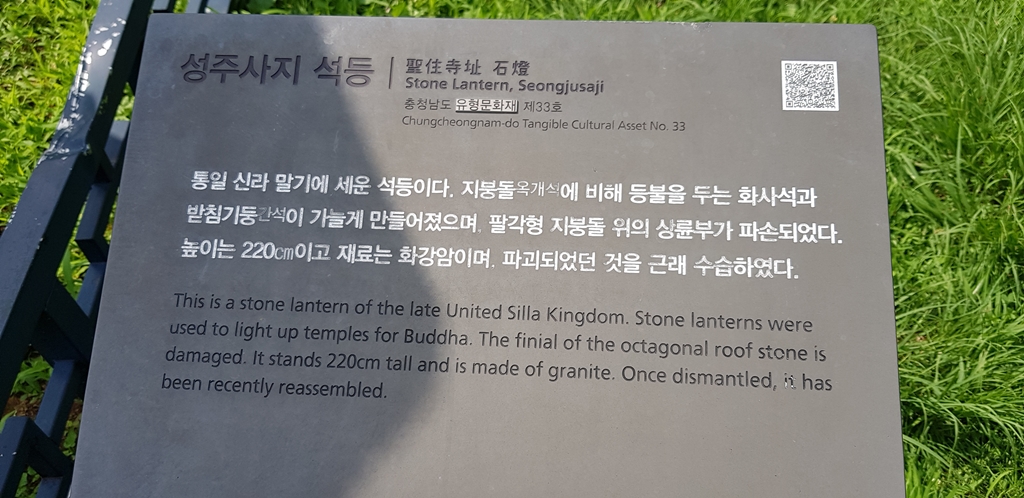 성주사지 석등
聖住寺址 石燈
Stone Lantern, Seongjusaji
충청남도 유형문화재 제33호
Chungcheongnam-do Tangible Cultural Asset No. 33
통일 신라 말기에 세운 석등이다. 지붕돌옥개석에 비해 등불을 두는 화사석과
받침기둥간석이 가늘게 만들어졌으며, 팔각형 지붕돌 위의 상륜부가 파손되었다.
높이는 220cm이고 재료는 화강암이며, 파괴되었던 것을 근래 수습하였다.
This is a stone lantern of the late United Silla Kingdom. Stone lanterns were
used to light up temples for Buddha. The finial of the octagonal roof stone is
damaged. It stands 220cm tall and is made of granite. Once dismantled, it has
been recently reassembled.